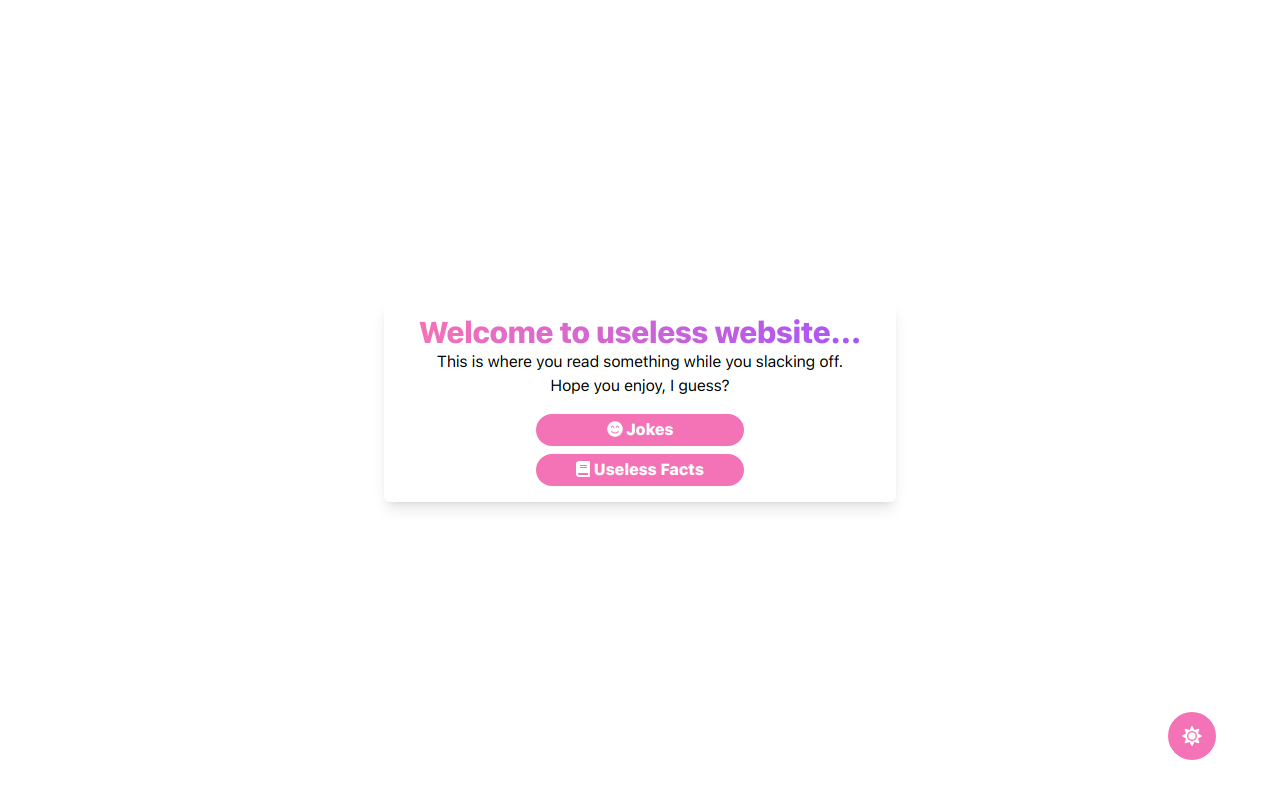 Welcome to useless website...
This is where you read something while you slacking off.
Hope you enjoy, I guess?
Jokes
Useless Facts